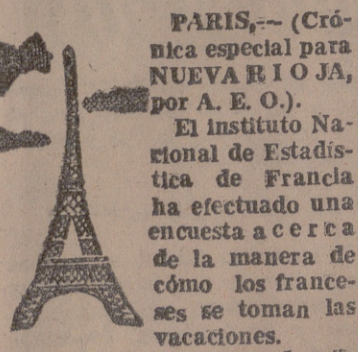 PARIS,-- (Cró-
nica especial para
NUEVA RIOJA,
por A. E. O.).
El instituto Na-
cional de Estadís-
tica de Francia
ha efectuado una
encuesta acerca
de la manera de
cómo los france-
ses se toman las
vacaciones.